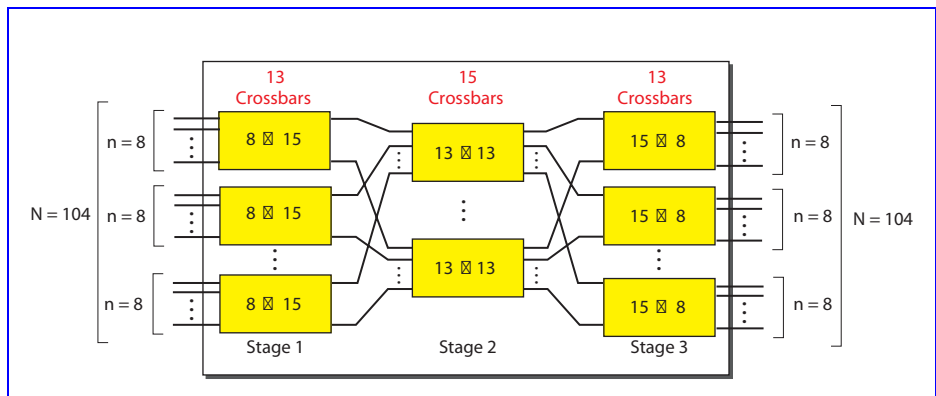 13
Crossbars
15
Crossbars
13
Crossbars
n = 8
8 15
13 13
15 8
n = 8
N = 104
n = 8
8 15
15 8
n = 8
N = 104
13 13
n = 8
8 15
15 8
n = 8
Stage 1
Stage 2
Stage 3